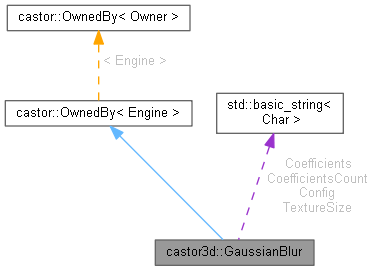 castor::OwnedBy< Owner >
< Engine >
castor::OwnedBy< Engine >
std::basic_string<
Char >
Coefficients
CoefficientsCount
Config
TextureSize
castor3d::GaussianBlur